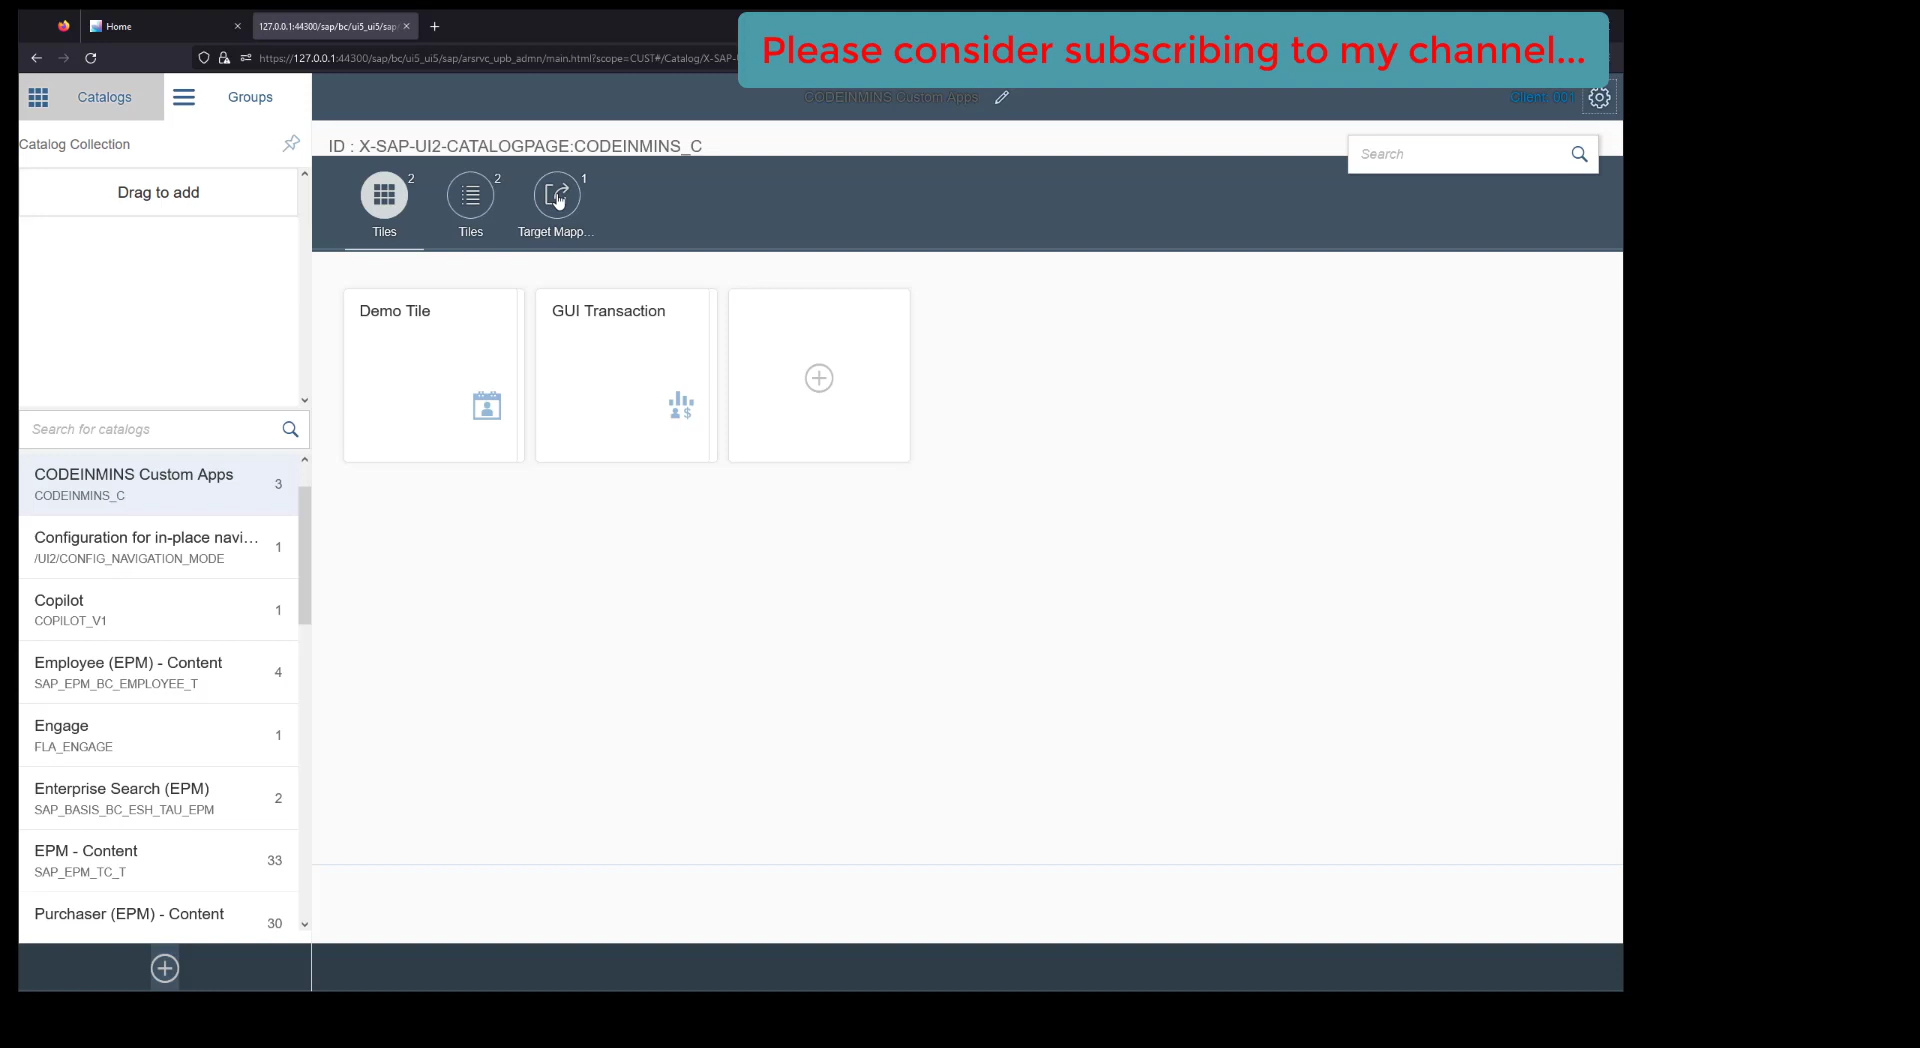 Home
127.0.0.1:44300/sap/bc/ui5_ui5/sap/
https://127.0.0.1:44300/sap/bc/ui5_ui5/sap/arsrvc_upb_admn/main.html?scope=CUST#/Catalog/X-SAP-U
Please consider subscribing to my channel...
Catalogs
Groups
CODEINMINS Custom Apps
Client: 001
Catalog Collection
ID : X-SAP-UI2-CATALOGPAGE:CODEINMINS_C
Search
Drag to add
2
2
1
Tiles
Tiles
Target Mapp...
Demo Tile
GUI Transaction
Search for catalogs
CODEINMINS Custom Apps
CODEINMINS_C
3
Configuration for in-place navi...
/UI2/CONFIG_NAVIGATION_MODE
1
Copilot
COPILOT_V1
1
Employee (EPM) - Content
SAP_EPM_BC_EMPLOYEE_T
4
Engage
FLA_ENGAGE
1
Enterprise Search (EPM)
SAP_BASIS_BC_ESH_TAU_EPM
2
EPM - Content
SAP_EPM_TC_T
33
Purchaser (EPM) - Content
30